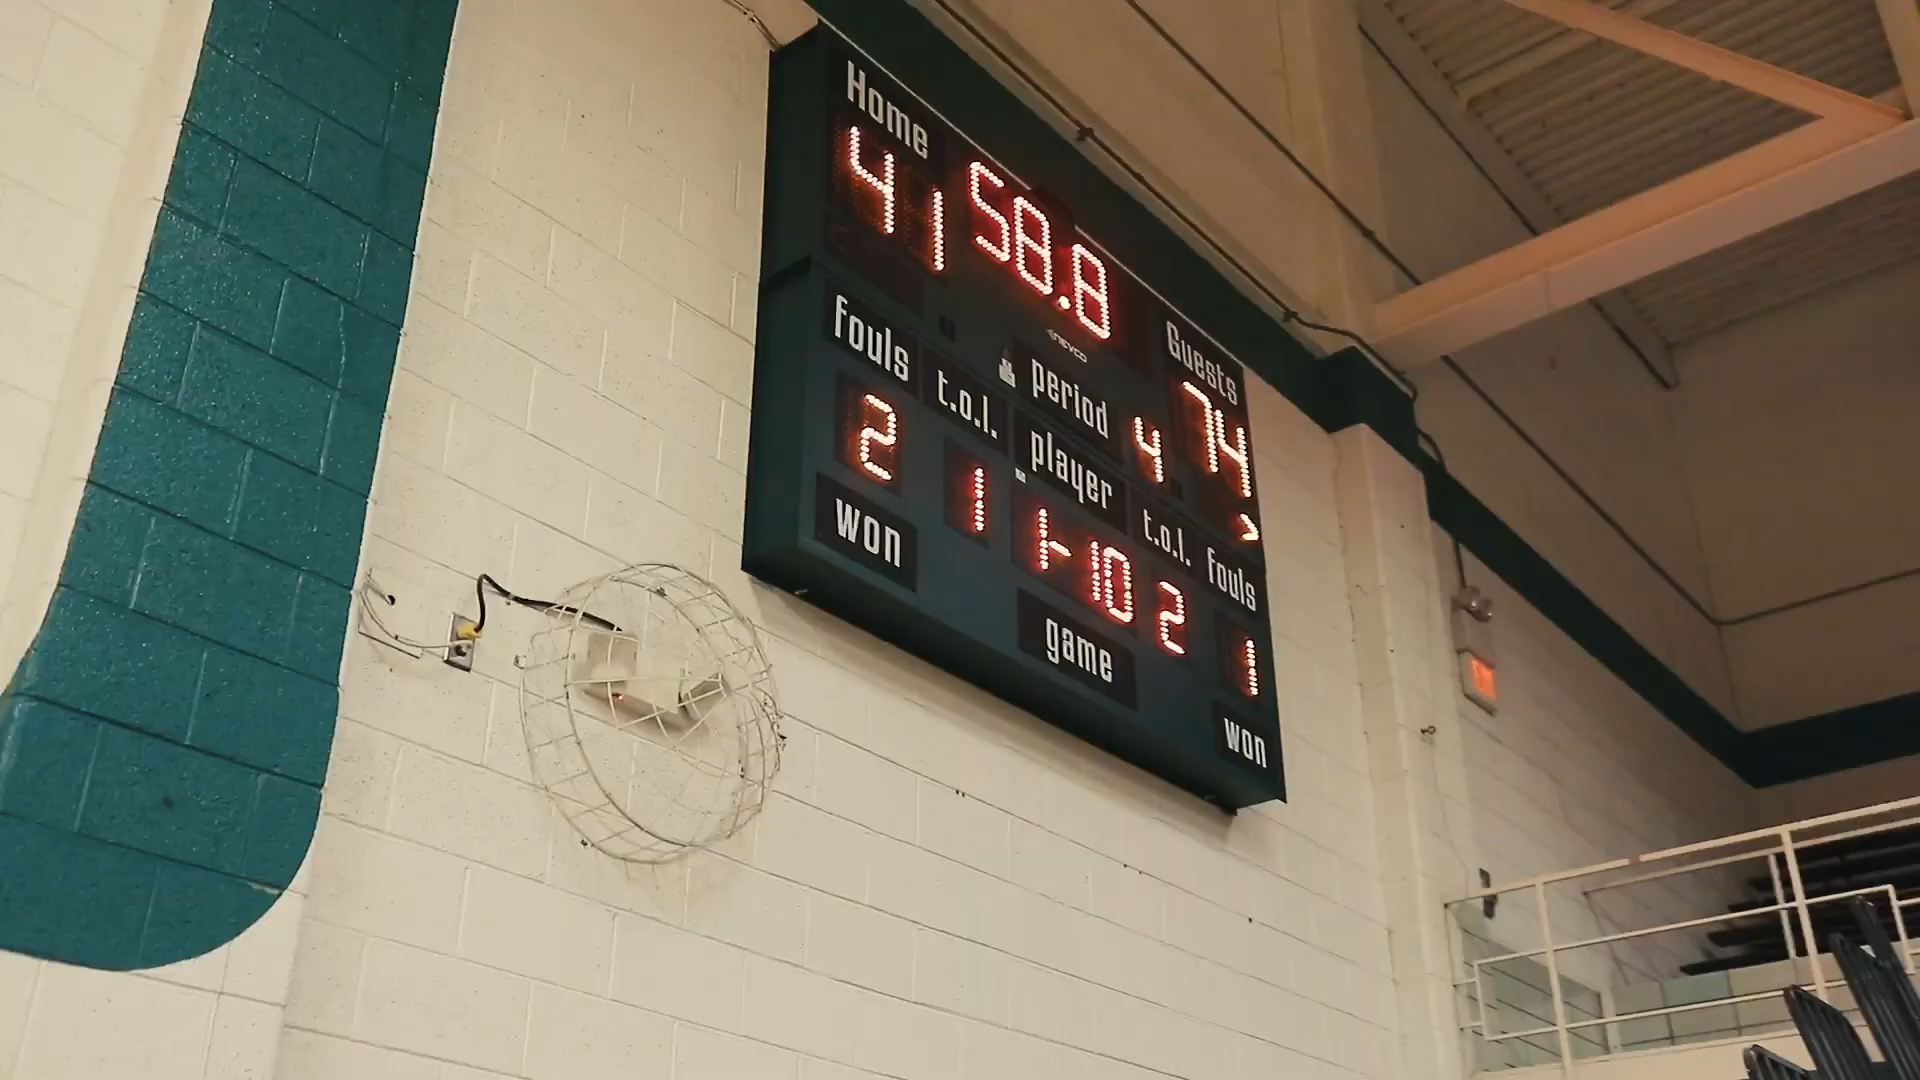 Home
41
58.8
Guests
74
fouls
2
t.o.l.
1
period
4
player
1-10
t.o.l.
2
>
fouls
1
won
game
won
NEVCO